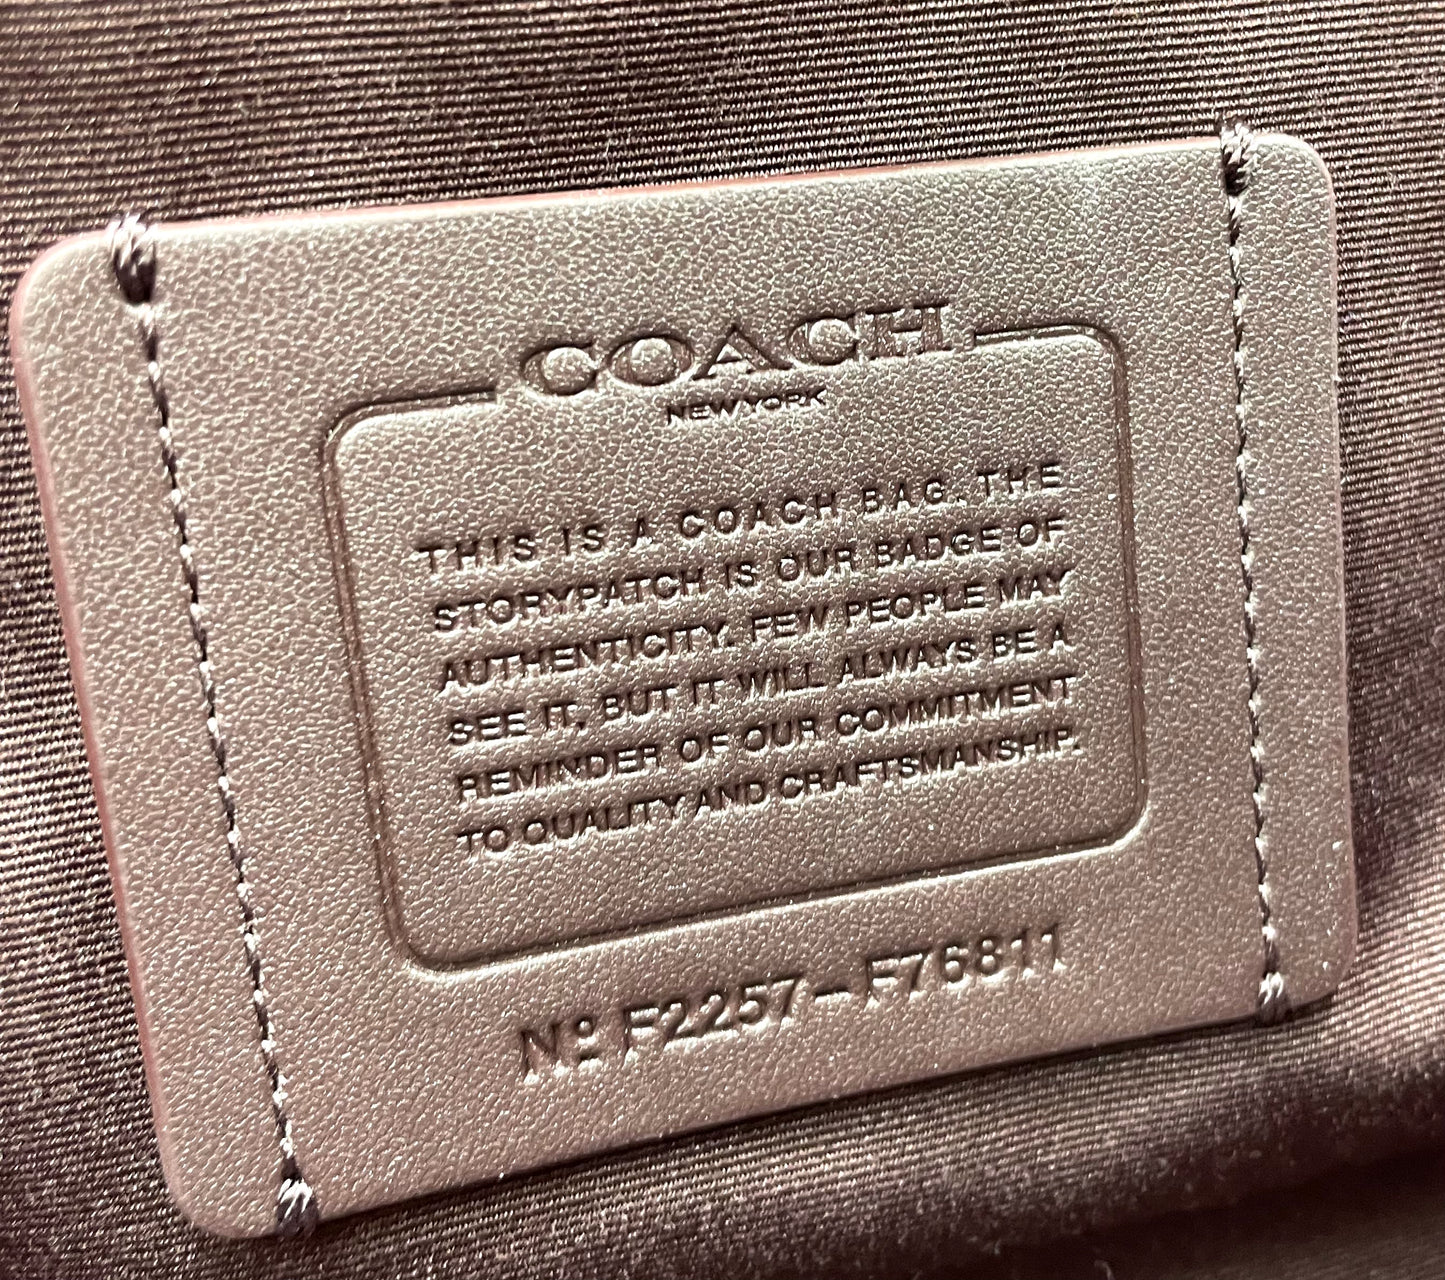 COACH
NEW YORK
THIS IS A COACH BAG. THE
STORYPATCH IS OUR BADGE OF
AUTHENTICITY. FEW PEOPLE MAY
SEE IT, BUT IT WILL ALWAYS BE A
REMINDER OF OUR COMMITMENT
TO QUALITY AND CRAFTSMANSHIP.
Nº F2257-F76811